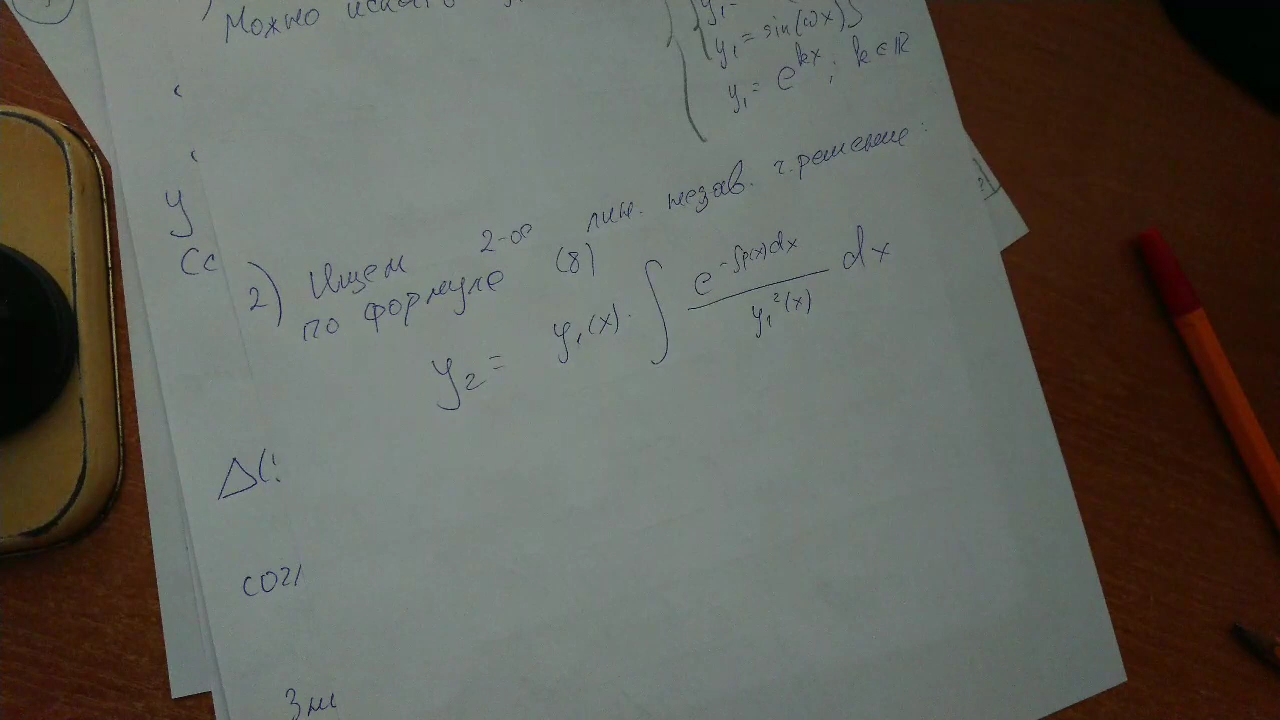 Можно
y₁=
y₁ = sin(ωx)
y₁ = e^{kx}; k ∈ ℝ
y
2) Ищем 2-ое лин. незав. ч. решение:
по формуле (8)
y₂ = y₁(x) · ∫ e^{-∫p(x)dx} / y₁²(x) dx